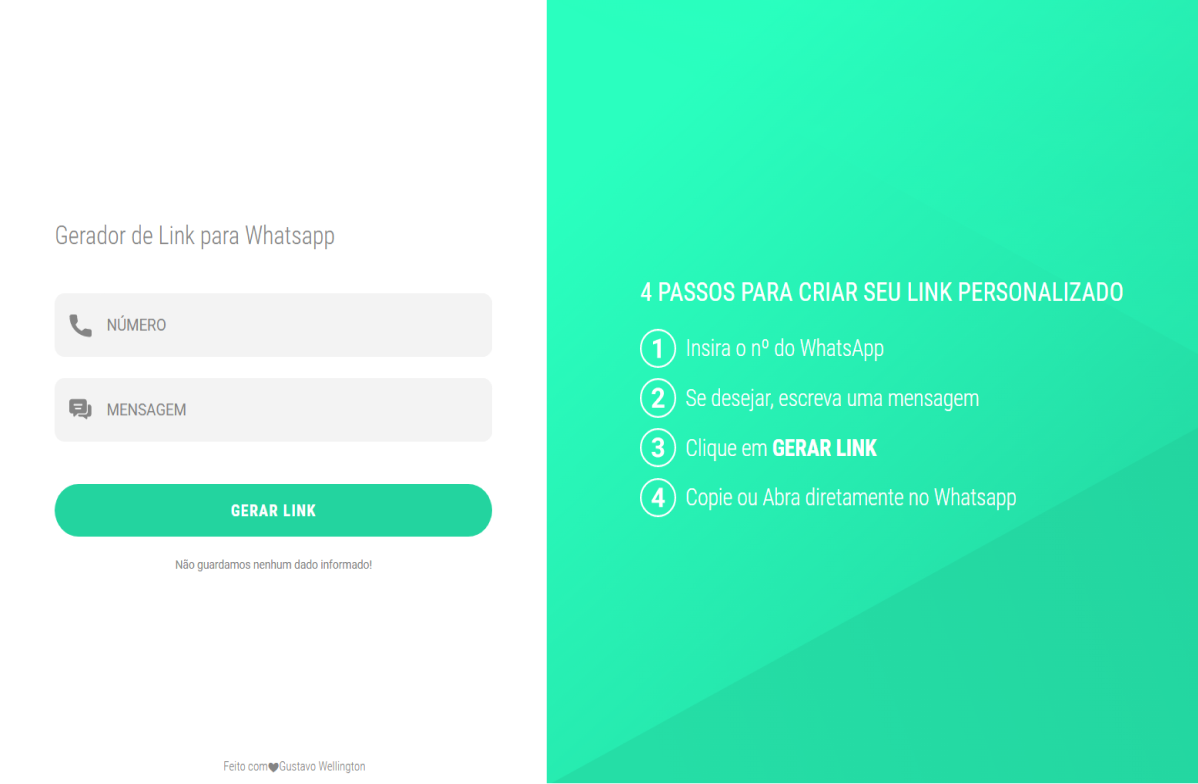 Gerador de Link para Whatsapp
NÚMERO
MENSAGEM
GERAR LINK
Não guardamos nenhum dado informado!
Feito com Gustavo Wellington
4 PASSOS PARA CRIAR SEU LINK PERSONALIZADO
1 Insira o nº do WhatsApp
2 Se desejar, escreva uma mensagem
3 Clique em GERAR LINK
4 Copie ou Abra diretamente no Whatsapp